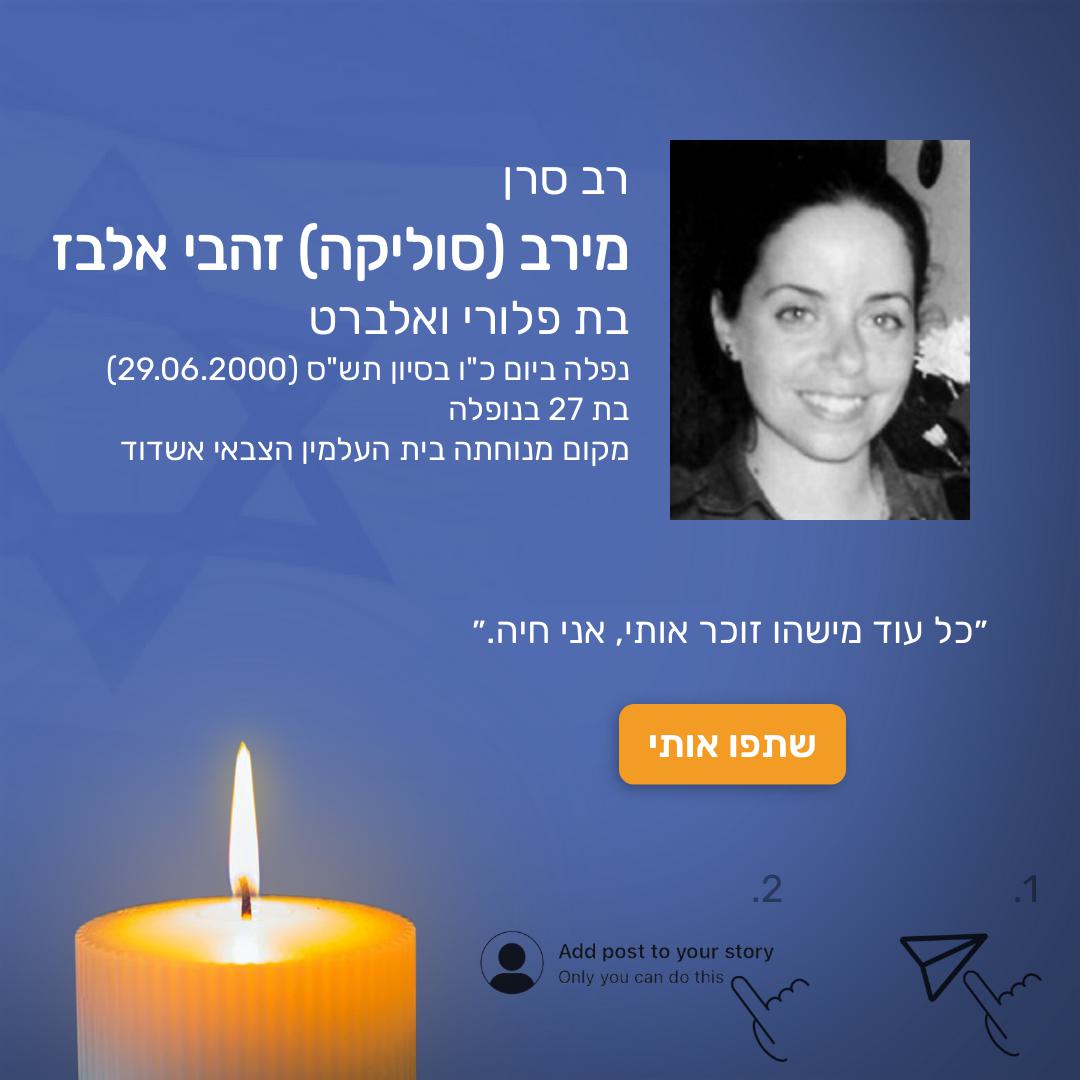 רב סרן
מירב (סוליקה) זהבי אלבז
בת פלורי ואלברט
נפלה ביום כ"ו בסיון תש"ס (29.06.2000)
בת 27 בנופלה
מקום מנוחתה בית העלמין הצבאי אשדוד
״כל עוד מישהו זוכר אותי, אני חיה.״
שתפו אותי
1.
2.
Add post to your story
Only you can do this